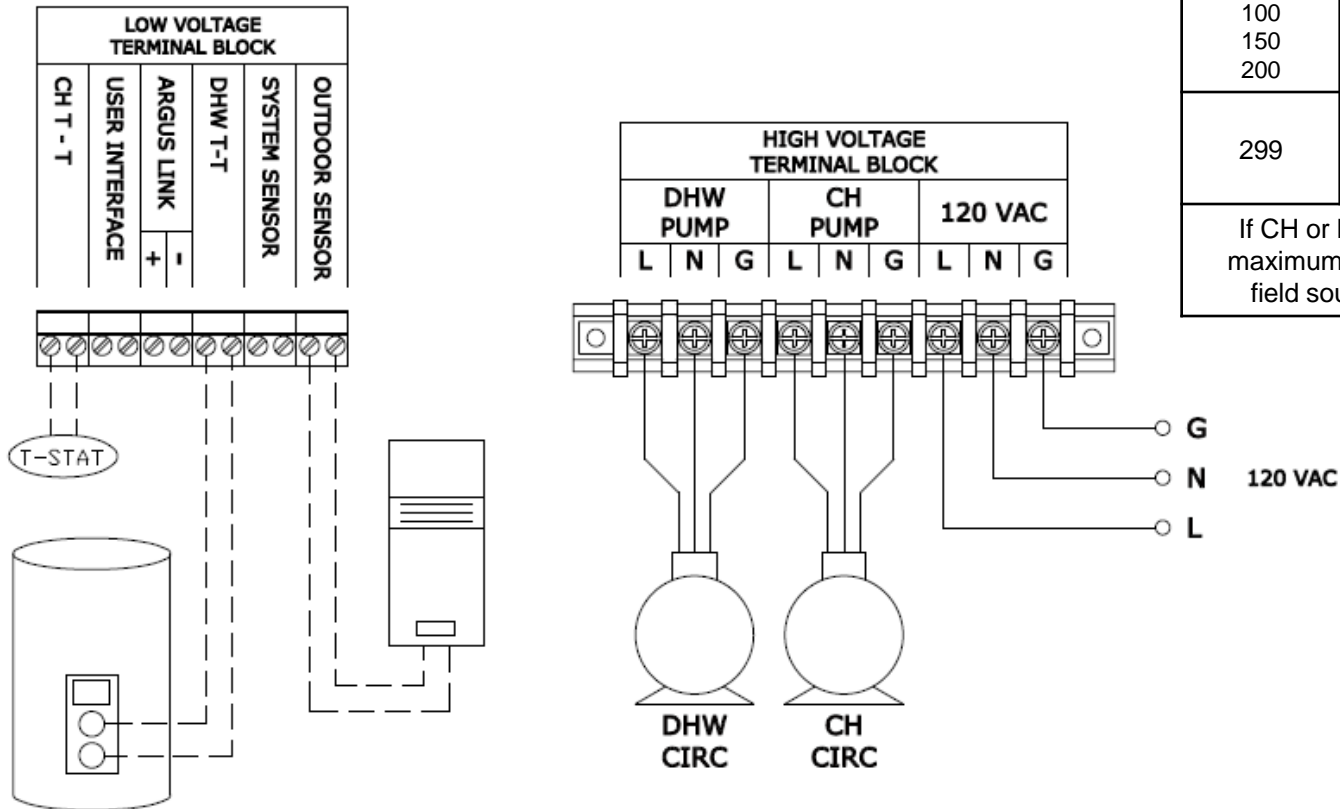 LOW VOLTAGE
TERMINAL BLOCK
CH T - T
USER INTERFACE
ARGUS LINK
+ -
DHW T-T
SYSTEM SENSOR
OUTDOOR SENSOR
T-STAT
HIGH VOLTAGE
TERMINAL BLOCK
DHW
PUMP
CH
PUMP
120 VAC
L N G L N G L N G
G
N 120 VAC
L
DHW
CIRC
CH
CIRC
100
150
200
299
If CH or
maximum
field